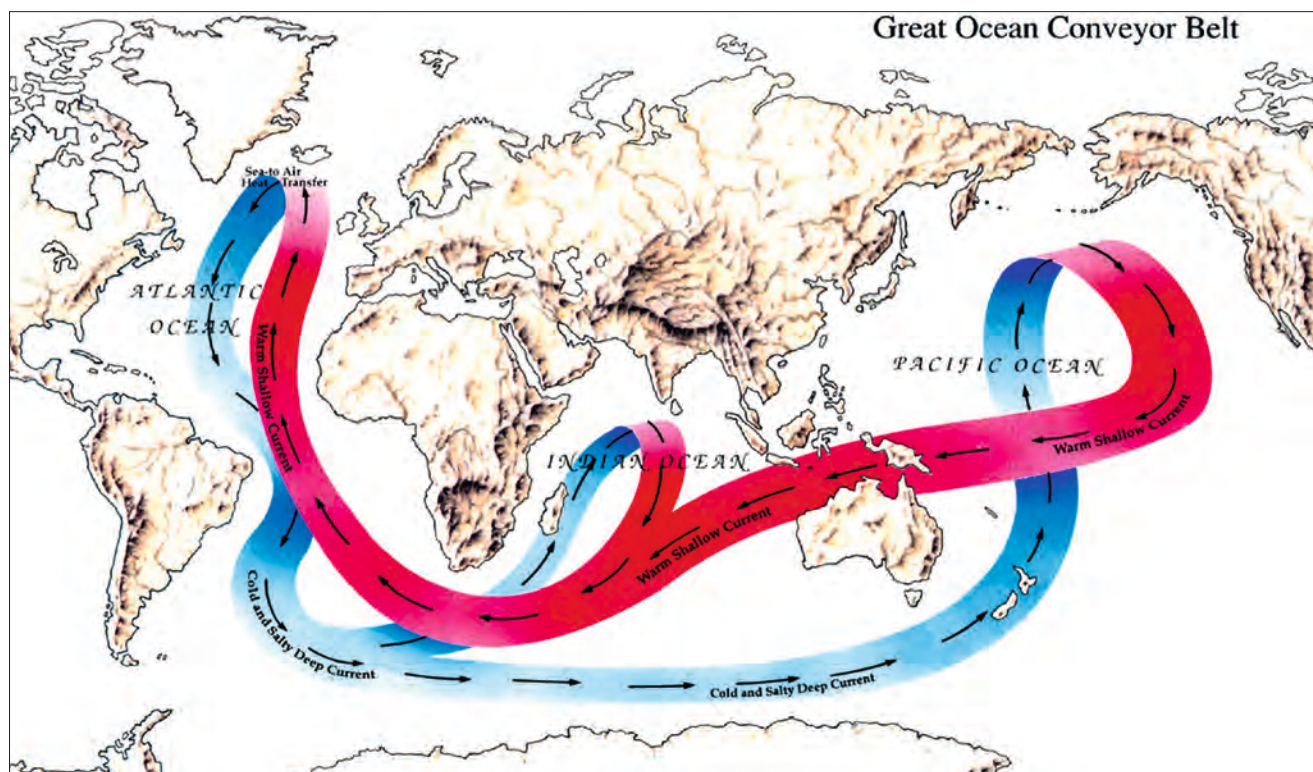 Great Ocean Conveyor Belt
Sea-to Air
Heat Transfer
ATLANTIC
OCEAN
Warm Shallow Current
PACIFIC OCEAN
Warm Shallow Current
INDIAN OCEAN
Warm Shallow Current
Cold and Salty Deep Current
Cold and Salty Deep Current